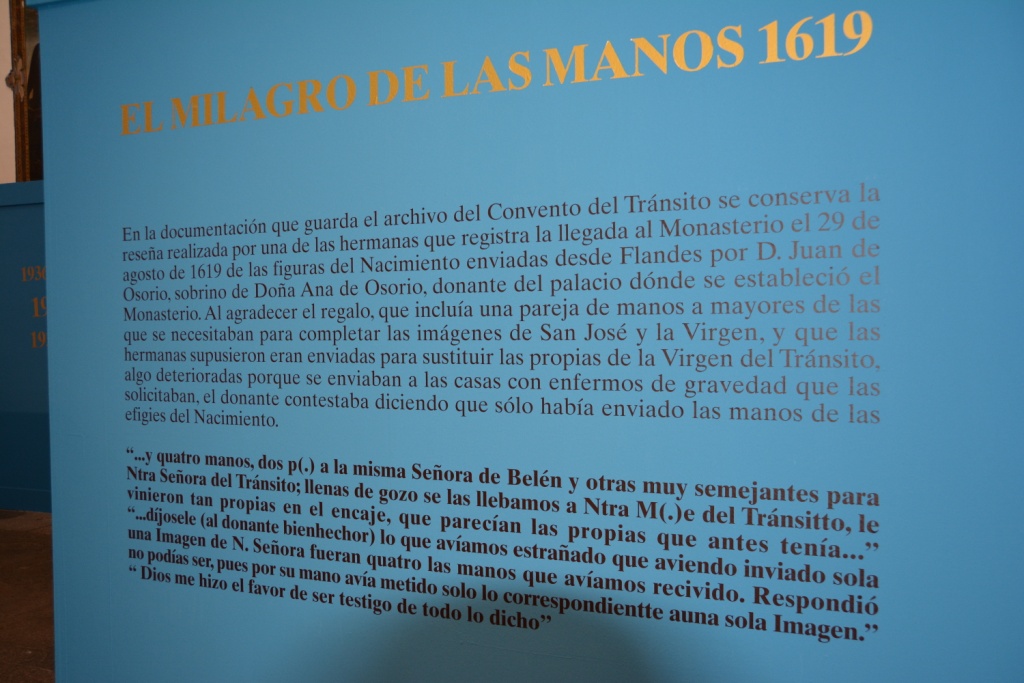 EL MILAGRO DE LAS MANOS 1619
En la documentación que guarda el archivo del Convento del Tránsito se conserva la
reseña realizada por una de las hermanas que registra la llegada al Monasterio el 29 de
agosto de 1619 de las figuras del Nacimiento enviadas desde Flandes por D. Juan de
Osorio, sobrino de Doña Ana de Osorio, donante del palacio dónde se estableció el
Monasterio. Al agradecer el regalo, que incluía una pareja de manos a mayores de las
que se necesitaban para completar las imágenes de San José y la Virgen, y que las
hermanas supusieron eran enviadas para sustituir las propias de la Virgen del Tránsito,
algo deterioradas porque se enviaban a las casas con enfermos de gravedad que las
solicitaban, el donante contestaba diciendo que sólo había enviado las manos de las
efigies del Nacimiento.
“...y quatro manos, dos p(.) a la misma Señora de Belén y otras muy semejantes para
Ntra Señora del Tránsito; llenas de gozo se las llebamos a Ntra M(.)e del Tránsitto, le
vinieron tan propias en el encaje, que parecían las propias que antes tenía...”
“...díjosele (al donante bienhechor) lo que avíamos estrañado que aviendo inviado sola
una Imagen de N. Señora fueran quatro las manos que avíamos recivido. Respondió
no podías ser, pues por su mano avía metido solo lo correspondientte auna sola Imagen.”
“ Dios me hizo el favor de ser testigo de todo lo dicho”
1936